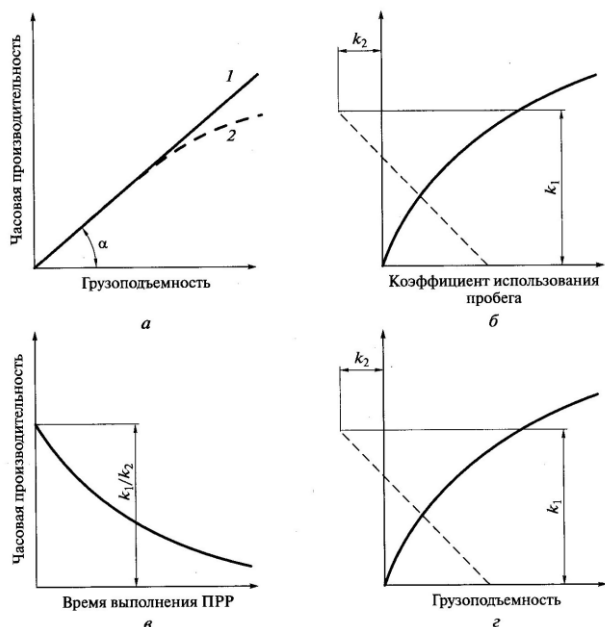 Часовая производительность
1
2
α
Грузоподъемность
а
k2
k1
Коэффициент использования
пробега
б
Часовая производительность
k1/k2
Время выполнения ПРР
в
k2
k1
Грузоподъемность
г